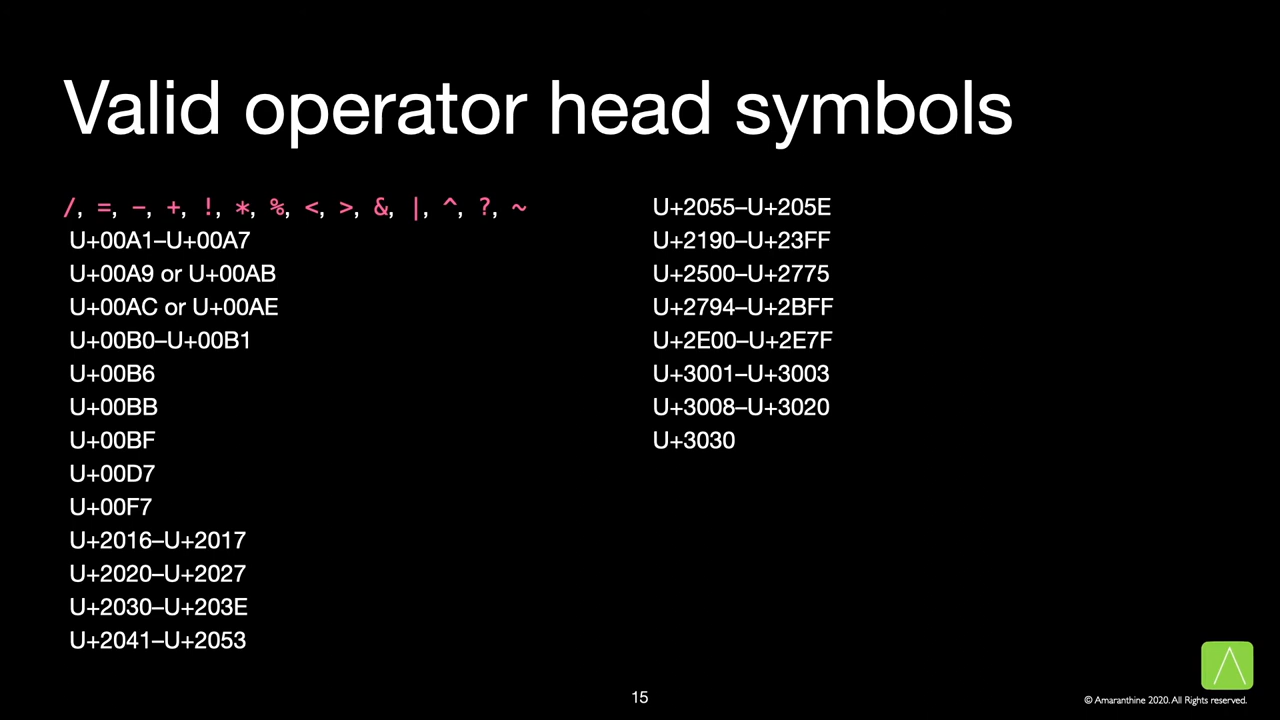 Valid operator head symbols
/, =, -, +, !, *, %, <, >, &, |, ^, ?, ~
U+00A1–U+00A7
U+00A9 or U+00AB
U+00AC or U+00AE
U+00B0–U+00B1
U+00B6
U+00BB
U+00BF
U+00D7
U+00F7
U+2016–U+2017
U+2020–U+2027
U+2030–U+203E
U+2041–U+2053
U+2055–U+205E
U+2190–U+23FF
U+2500–U+2775
U+2794–U+2BFF
U+2E00–U+2E7F
U+3001–U+3003
U+3008–U+3020
U+3030
15
© Amaranthine 2020. All Rights reserved.